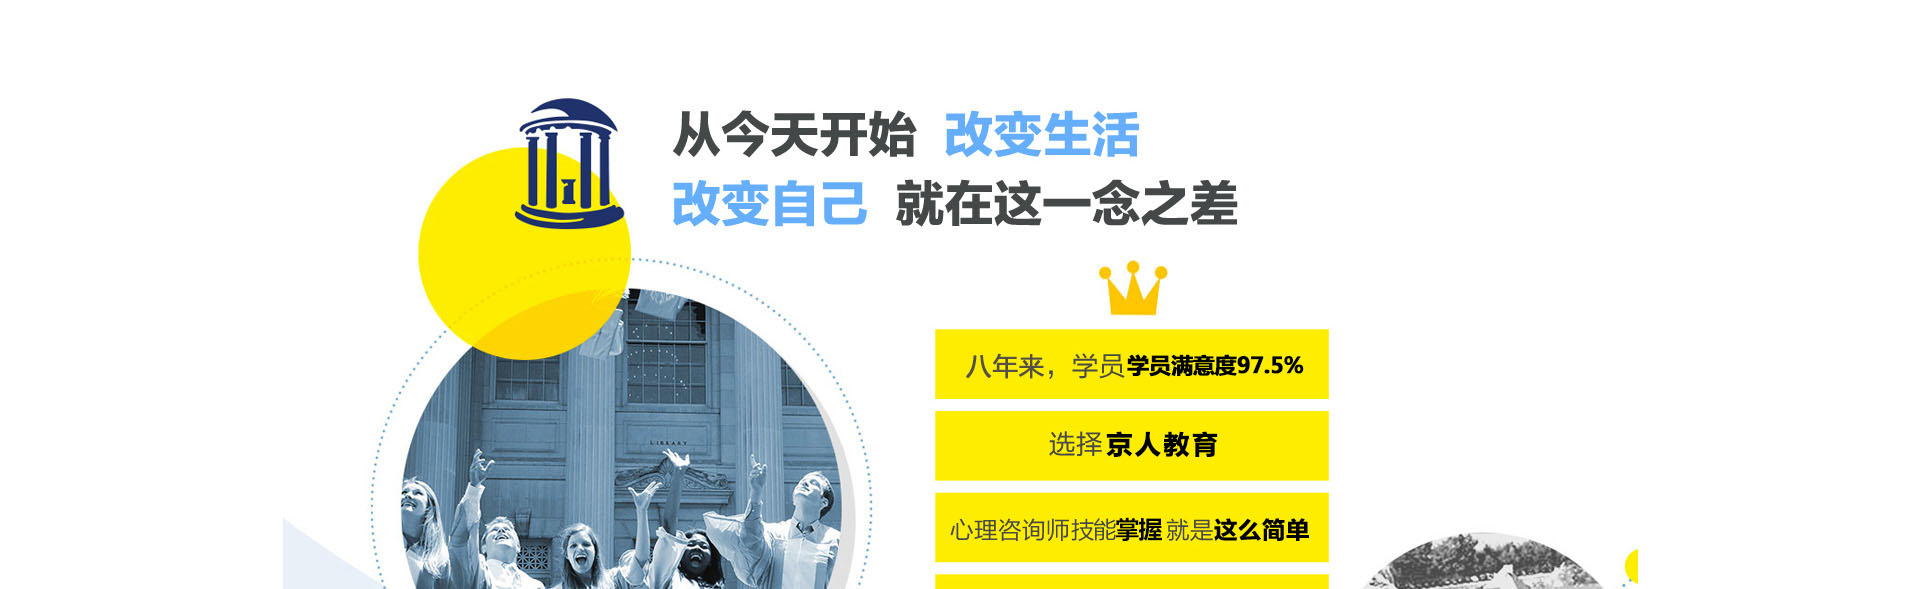 从今天开始 改变生活
改变自己 就在这一念之差
八年来，学员学员满意度97.5%
选择京人教育
心理咨询师技能掌握就是这么简单
LIBRARY